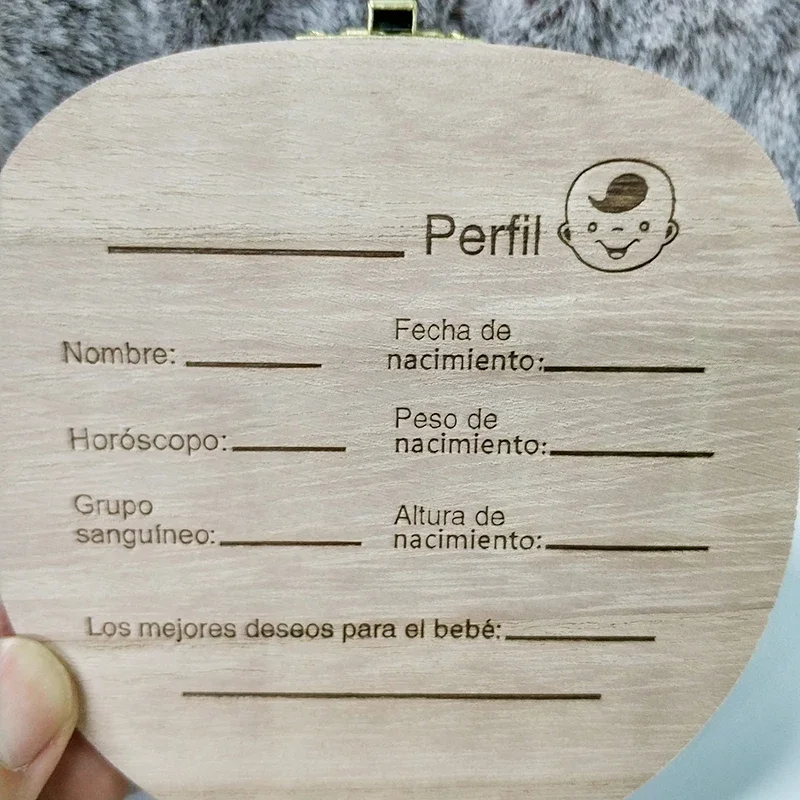 Perfil
Nombre:
Fecha de
nacimiento:
Horóscopo:
Peso de
nacimiento:
Grupo
sanguíneo:
Altura de
nacimiento:
Los mejores deseos para el bebé: